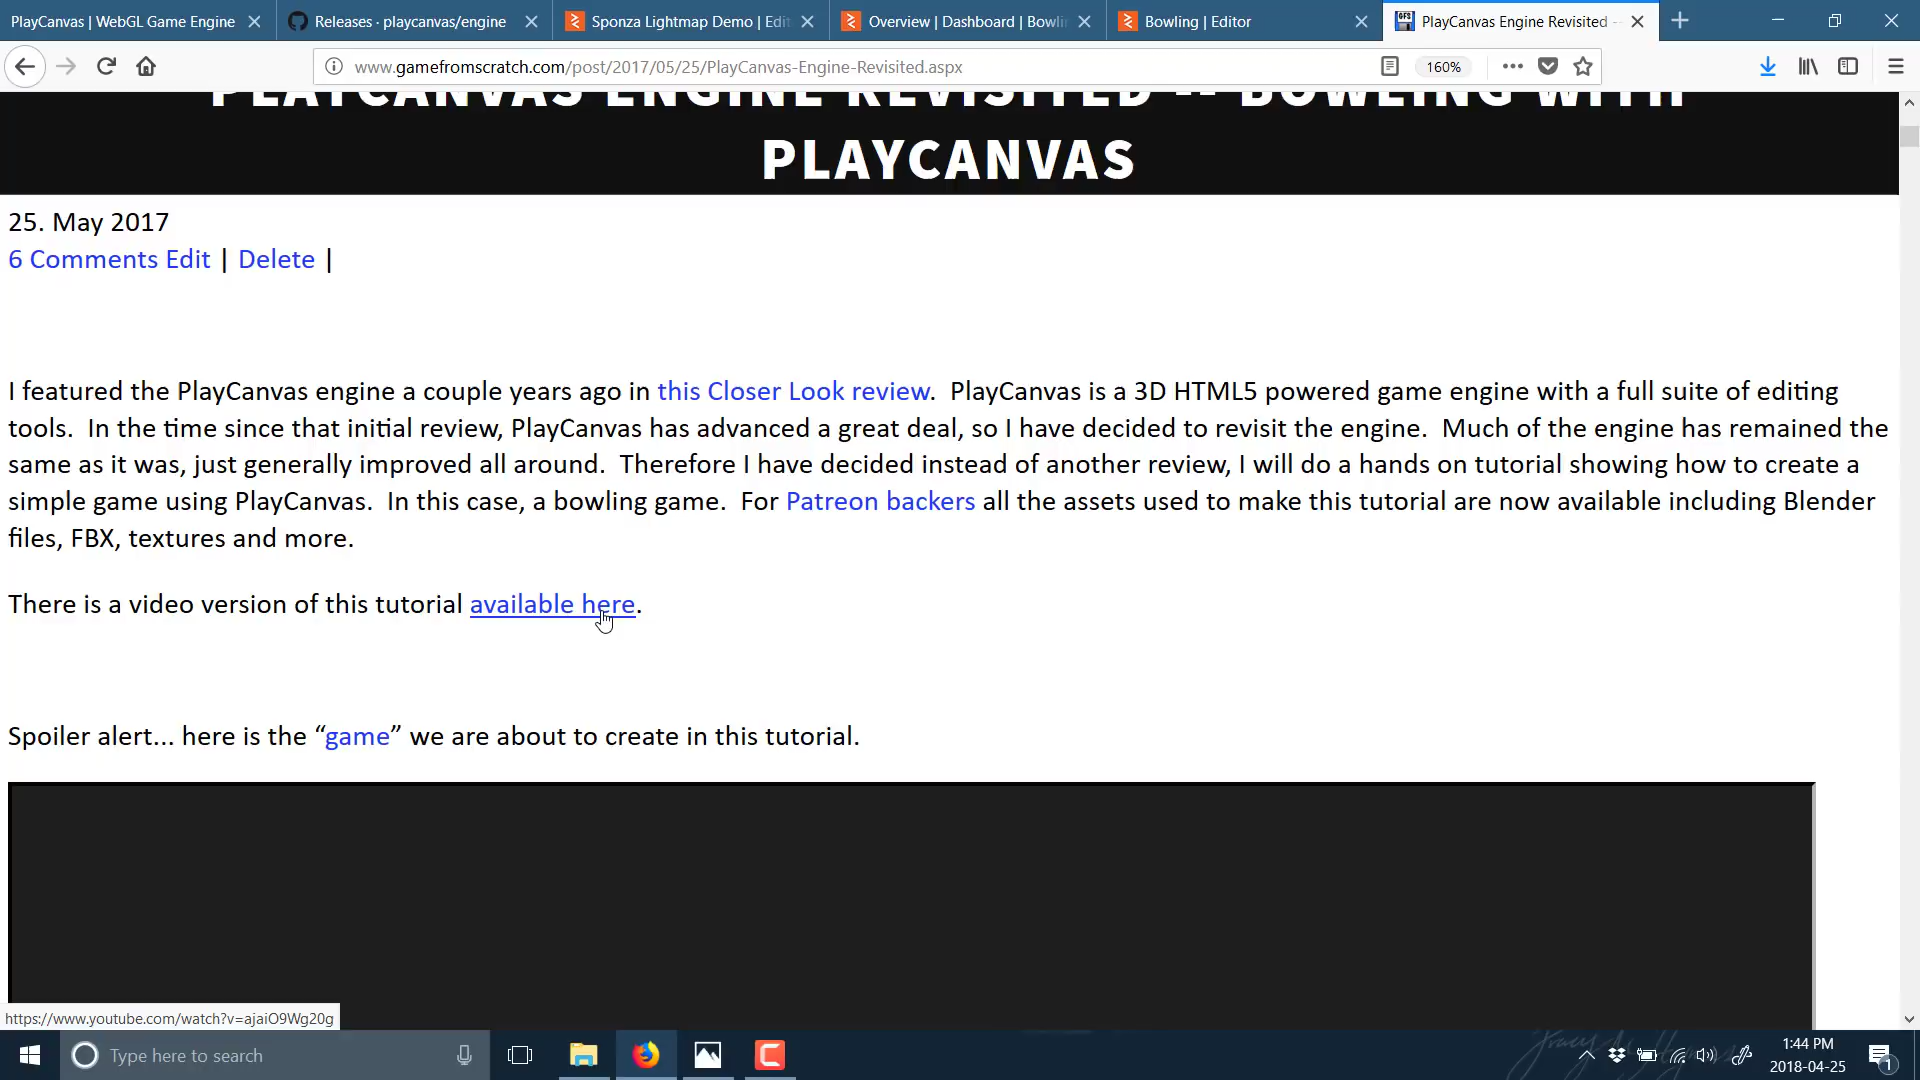 PlayCanvas | WebGL Game Engine
Releases · playcanvas/engine
Sponza Lightmap Demo | Edit
Overview | Dashboard | Bowli
Bowling | Editor
PlayCanvas Engine Revisited -
www.gamefromscratch.com/post/2017/05/25/PlayCanvas-Engine-Revisited.aspx
160%
PLAYCANVAS ENGINE REVISITED -- BOWLING WITH
PLAYCANVAS
25. May 2017
6 Comments Edit | Delete |
I featured the PlayCanvas engine a couple years ago in this Closer Look review.  PlayCanvas is a 3D HTML5 powered game engine with a full suite of editing
tools.  In the time since that initial review, PlayCanvas has advanced a great deal, so I have decided to revisit the engine.  Much of the engine has remained the
same as it was, just generally improved all around.  Therefore I have decided instead of another review, I will do a hands on tutorial showing how to create a
simple game using PlayCanvas.  In this case, a bowling game.  For Patreon backers all the assets used to make this tutorial are now available including Blender
files, FBX, textures and more.
There is a video version of this tutorial available here.
Spoiler alert... here is the “game” we are about to create in this tutorial.
https://www.youtube.com/watch?v=ajaiO9Wg20g
Type here to search
1:44 PM
2018-04-25
1